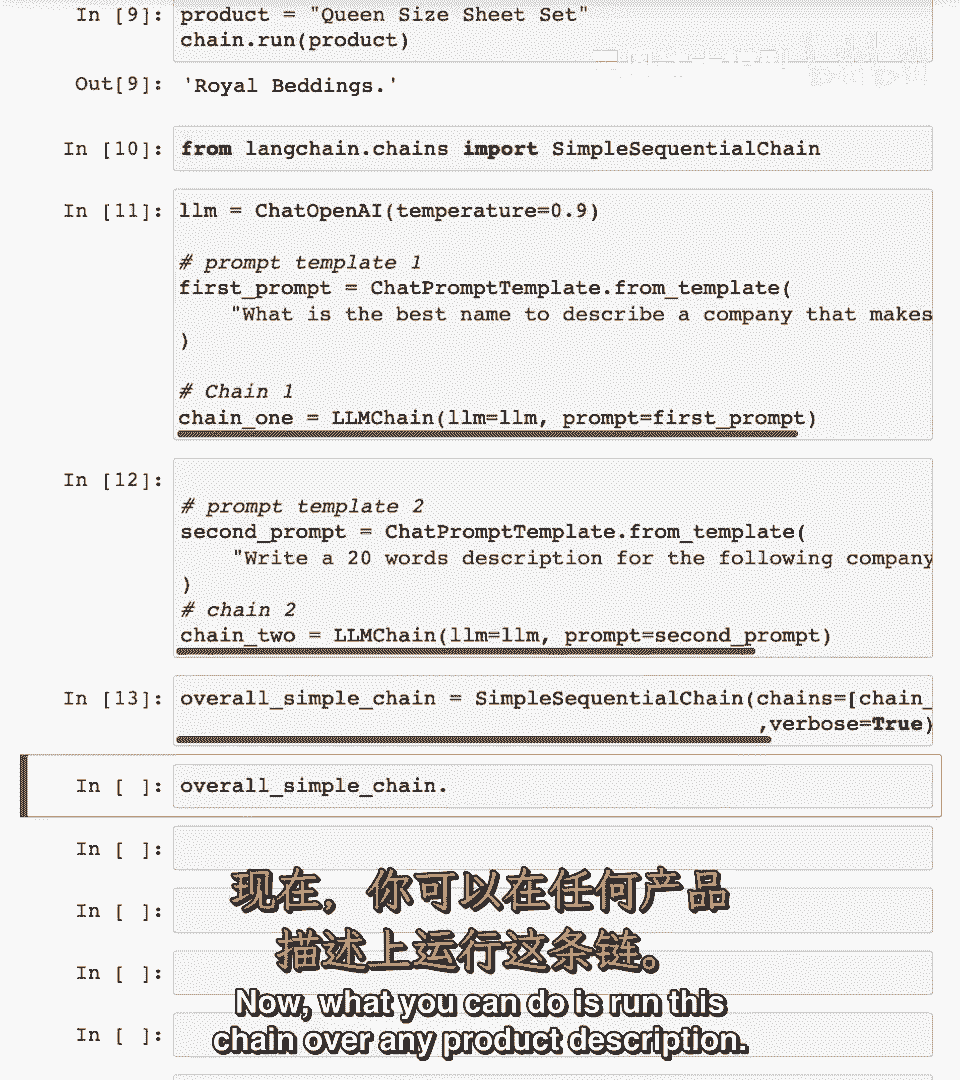 In [9]: product = "Queen Size Sheet Set"
chain.run(product)
Out[9]: 'Royal Beddings.'
In [10]: from langchain.chains import SimpleSequentialChain
In [11]: llm = ChatOpenAI(temperature=0.9)
# prompt template 1
first_prompt = ChatPromptTemplate.from_template(
"What is the best name to describe a company that makes
)
# Chain 1
chain_one = LLMChain(llm=llm, prompt=first_prompt)
In [12]:
# prompt template 2
second_prompt = ChatPromptTemplate.from_template(
"Write a 20 words description for the following company
)
# chain 2
chain_two = LLMChain(llm=llm, prompt=second_prompt)
In [13]: overall_simple_chain = SimpleSequentialChain(chains=[chain_
,verbose=True)
In [ ]: overall_simple_chain.
In [ ]:
In [ ]:
In [ ]:
In [ ]:
现在，你可以在任何产品
描述上运行这条链。
Now, what you can do is run this
chain over any product description.